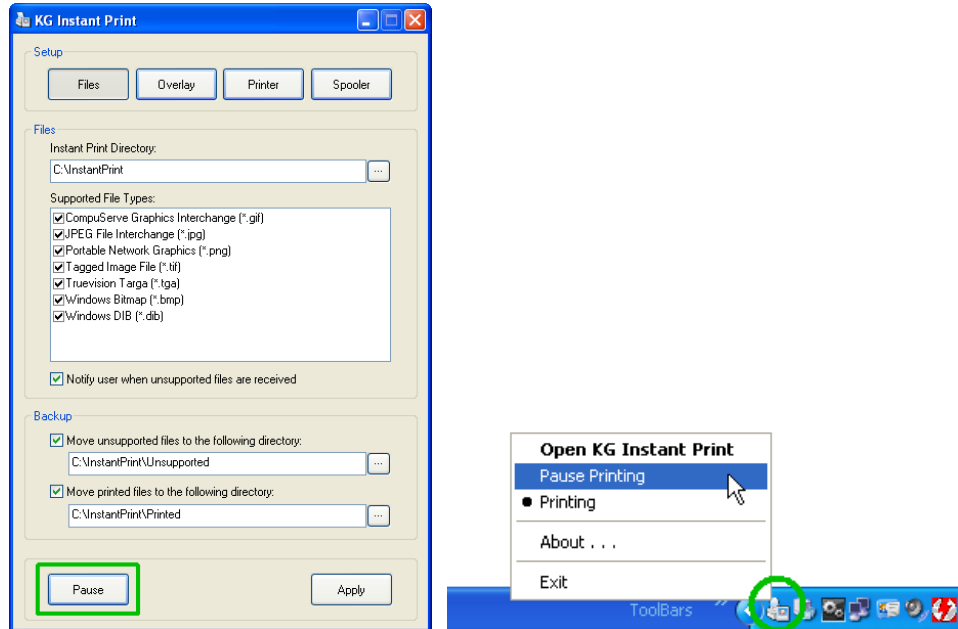 KG Instant Print
Setup
Files Overlay Printer Spooler
Files
Instant Print Directory:
C:\InstantPrint ...
Supported File Types:
CompuServe Graphics Interchange (*.gif)
JPEG File Interchange (*.jpg)
Portable Network Graphics (*.png)
Tagged Image File (*.tif)
Truevision Targa (*.tga)
Windows Bitmap (*.bmp)
Windows DIB (*.dib)
Notify user when unsupported files are received
Backup
Move unsupported files to the following directory:
C:\InstantPrint\Unsupported ...
Move printed files to the following directory:
C:\InstantPrint\Printed ...
Pause Apply
Open KG Instant Print
Pause Printing
Printing
About . . .
Exit
ToolBars